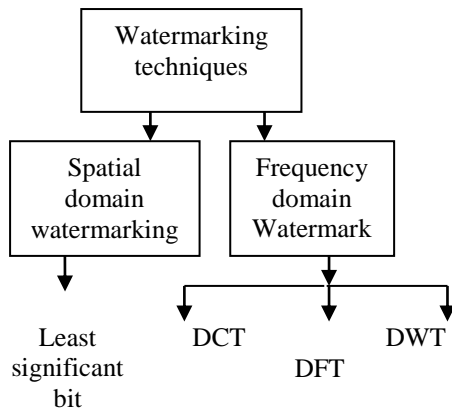 Watermarking
techniques
Spatial
domain
watermarking
Frequency
domain
Watermark
Least
significant
bit
DCT
DFT
DWT